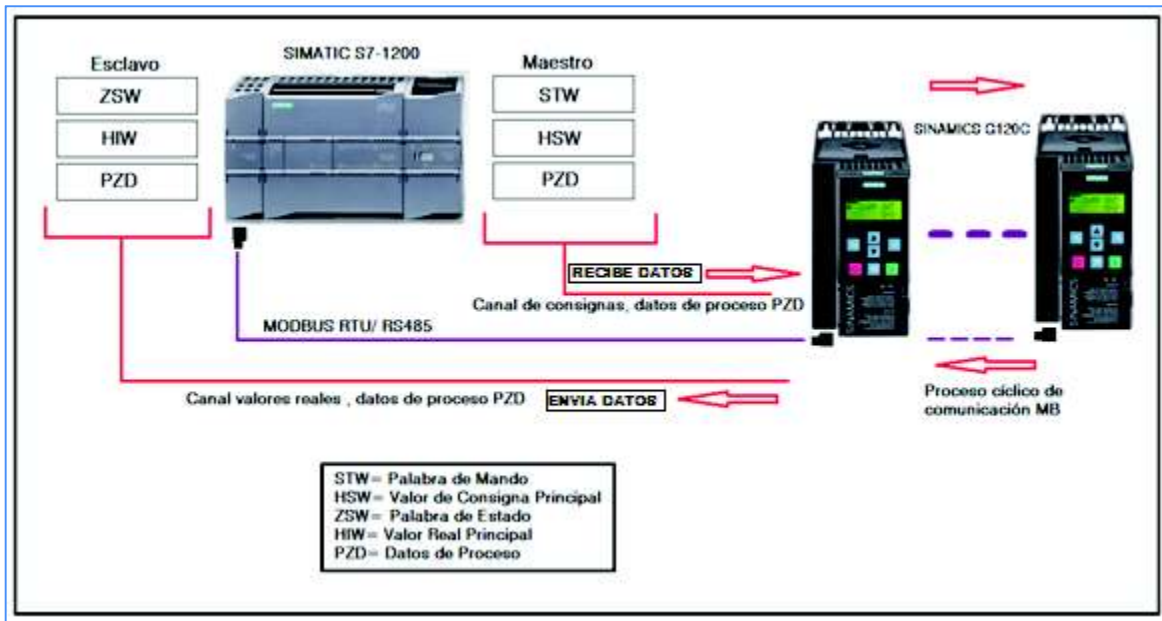 Esclavo
ZSW
HIW
PZD
SIMATIC S7-1200
Maestro
STW
HSW
PZD
SINAMICS G120C
RECIBE DATOS
Canal de consignas, datos de proceso PZD
MODBUS RTU/ RS485
Canal valores reales , datos de proceso PZD
ENVIA DATOS
Proceso cíclico de
comunicación MB
SINAMICS
SINAMICS
STW= Palabra de Mando
HSW= Valor de Consigna Principal
ZSW= Palabra de Estado
HIW= Valor Real Principal
PZD= Datos de Proceso